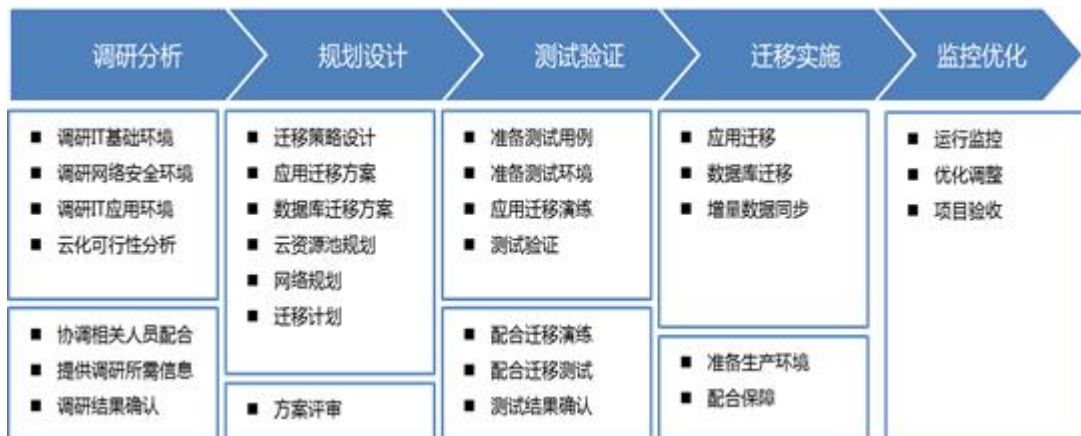 调研分析
规划设计
测试验证
迁移实施
监控优化
调研IT基础环境
调研网络安全环境
调研IT应用环境
云化可行性分析
协调相关人员配合
提供调研所需信息
调研结果确认
迁移策略设计
应用迁移方案
数据库迁移方案
云资源池规划
网络规划
迁移计划
方案评审
准备测试用例
准备测试环境
应用迁移演练
测试验证
配合迁移演练
配合迁移测试
测试结果确认
应用迁移
数据库迁移
增量数据同步
准备生产环境
配合保障
运行监控
优化调整
项目验收